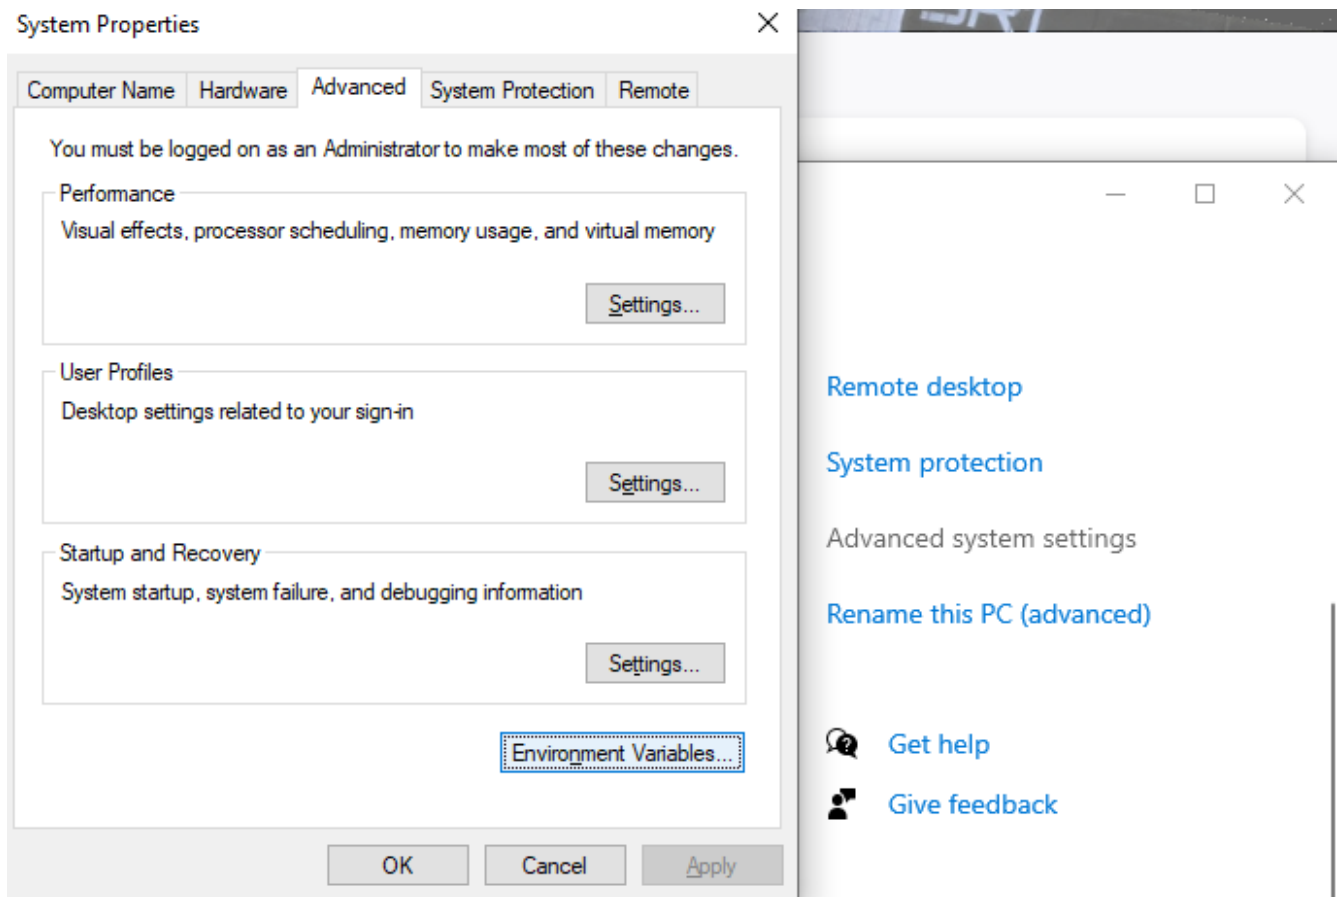 System Properties
Computer Name
Hardware
Advanced
System Protection
Remote
You must be logged on as an Administrator to make most of these changes.
Performance
Visual effects, processor scheduling, memory usage, and virtual memory
Settings...
User Profiles
Desktop settings related to your sign-in
Settings...
Startup and Recovery
System startup, system failure, and debugging information
Settings...
Environment Variables...
OK
Cancel
Apply
Remote desktop
System protection
Advanced system settings
Rename this PC (advanced)
Get help
Give feedback